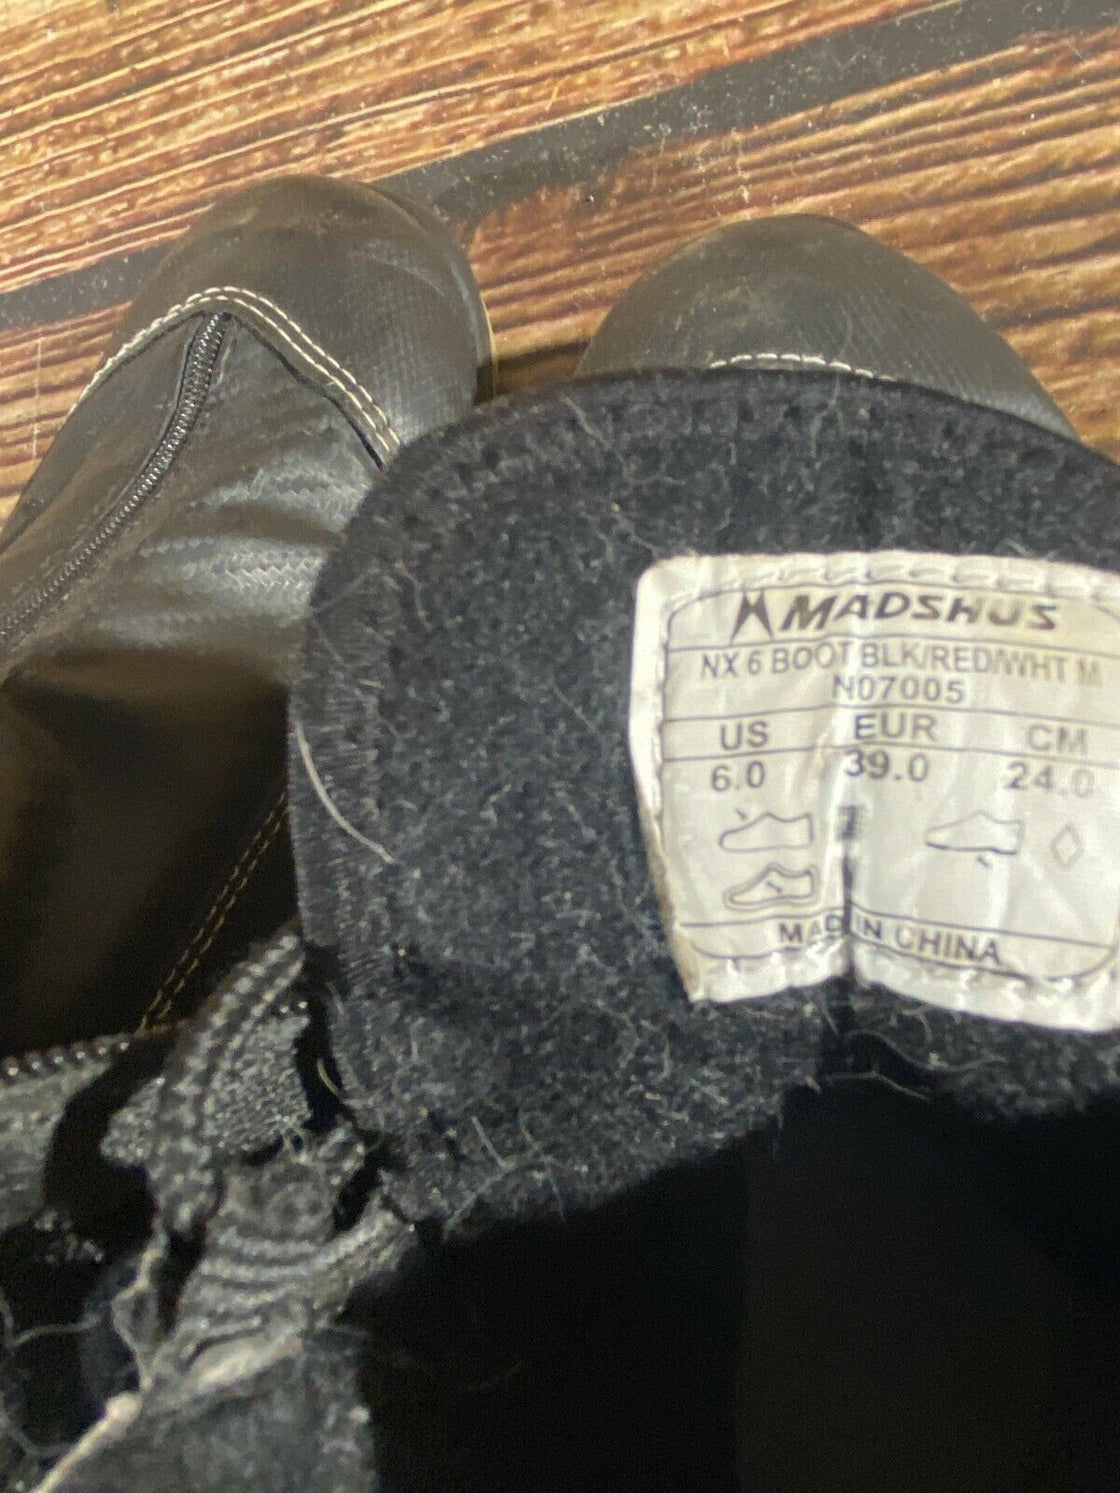 MADSHUS
NX 6 BOOT BLK/RED/WHT M
N07005
US EUR CM
6.0 39.0 24.0
MADE IN CHINA